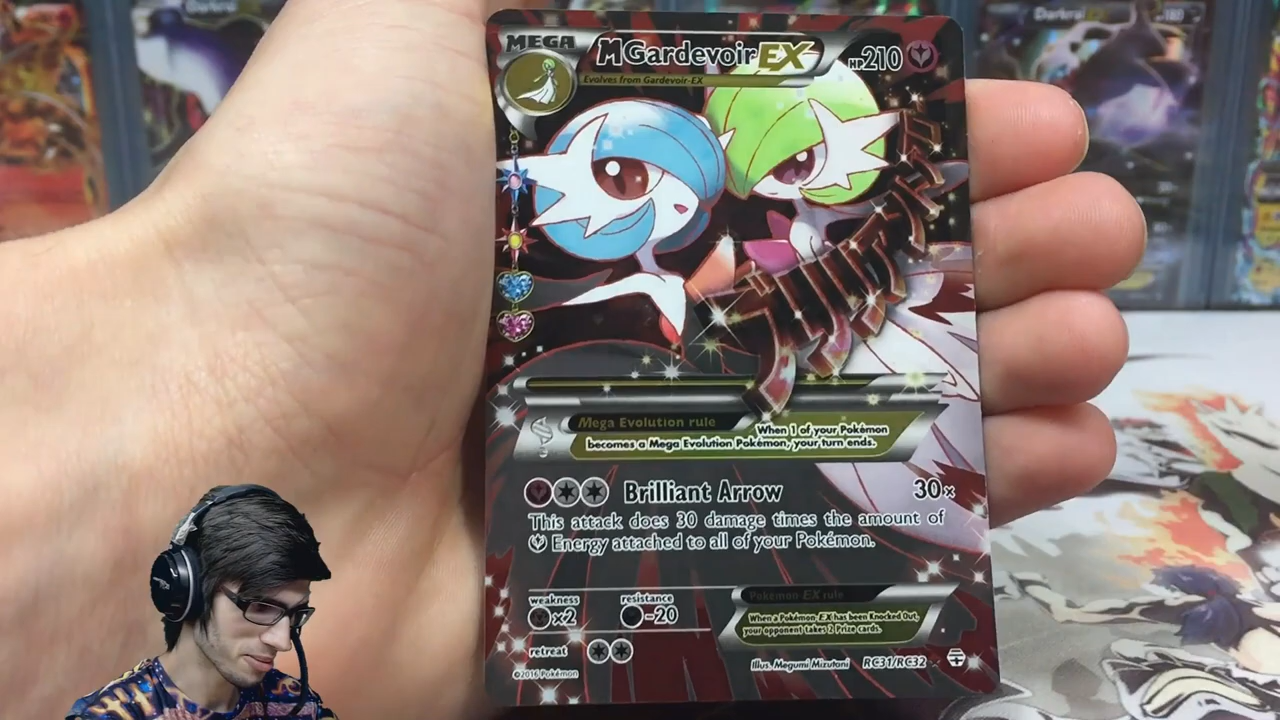 MEGA
M Gardevoir EX
HP210
Evolves from Gardevoir-EX
Mega Evolution rule
When 1 of your Pokémon
becomes a Mega Evolution Pokémon, your turn ends.
Brilliant Arrow 30×
This attack does 30 damage times the amount of
Energy attached to all of your Pokémon.
weakness
×2
resistance
-20
retreat
Pokémon-EX rule
When a Pokémon-EX has been Knocked Out,
your opponent takes 2 Prize cards.
©2016 Pokémon
Illus. Megumi Mizutani
RC31/RC32